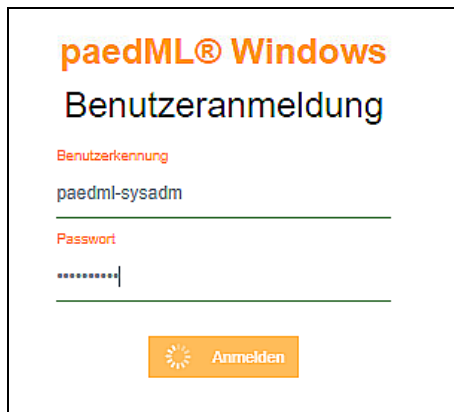 paedML® Windows
Benutzeranmeldung
Benutzerkennung
paedml-sysadm
Passwort
••••••••••
Anmelden